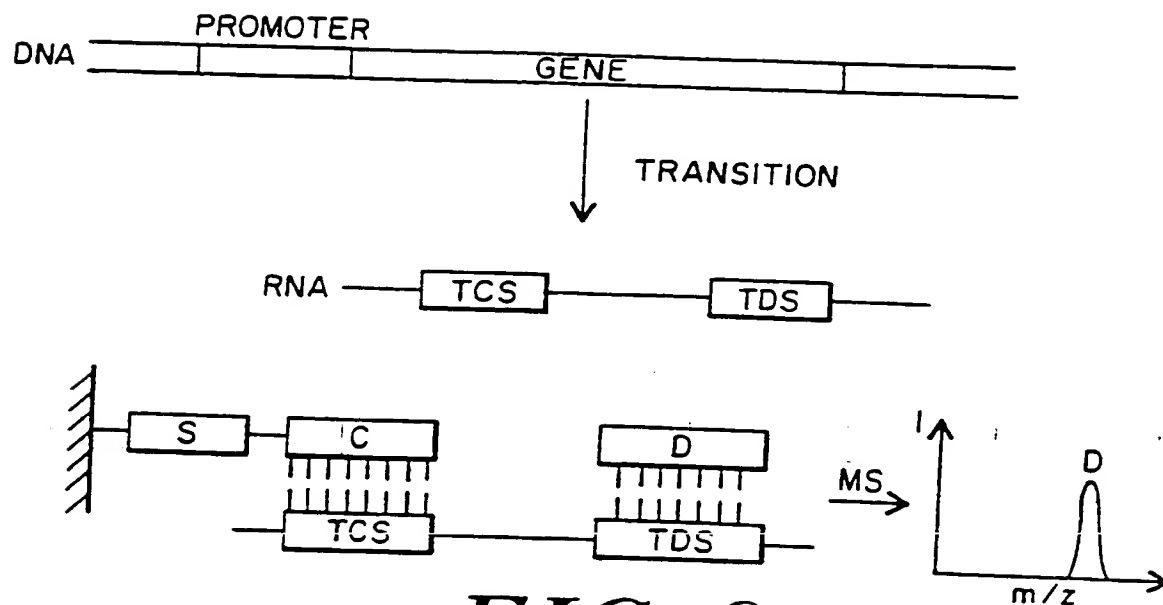 PROMOTER
DNA
GENE
TRANSITION
RNA
TCS
TDS
S
C
D
TCS
TDS
MS
I
D
m/z